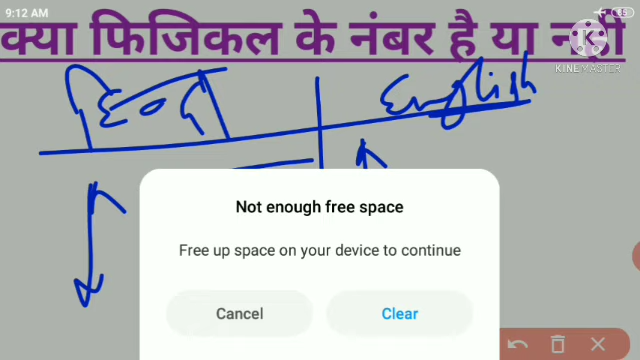 9:12 AM
65
क्या फिजिकल के नंबर है या नहीं
KINEMASTER
हिन्दी English
Not enough free space
Free up space on your device to continue
Cancel Clear